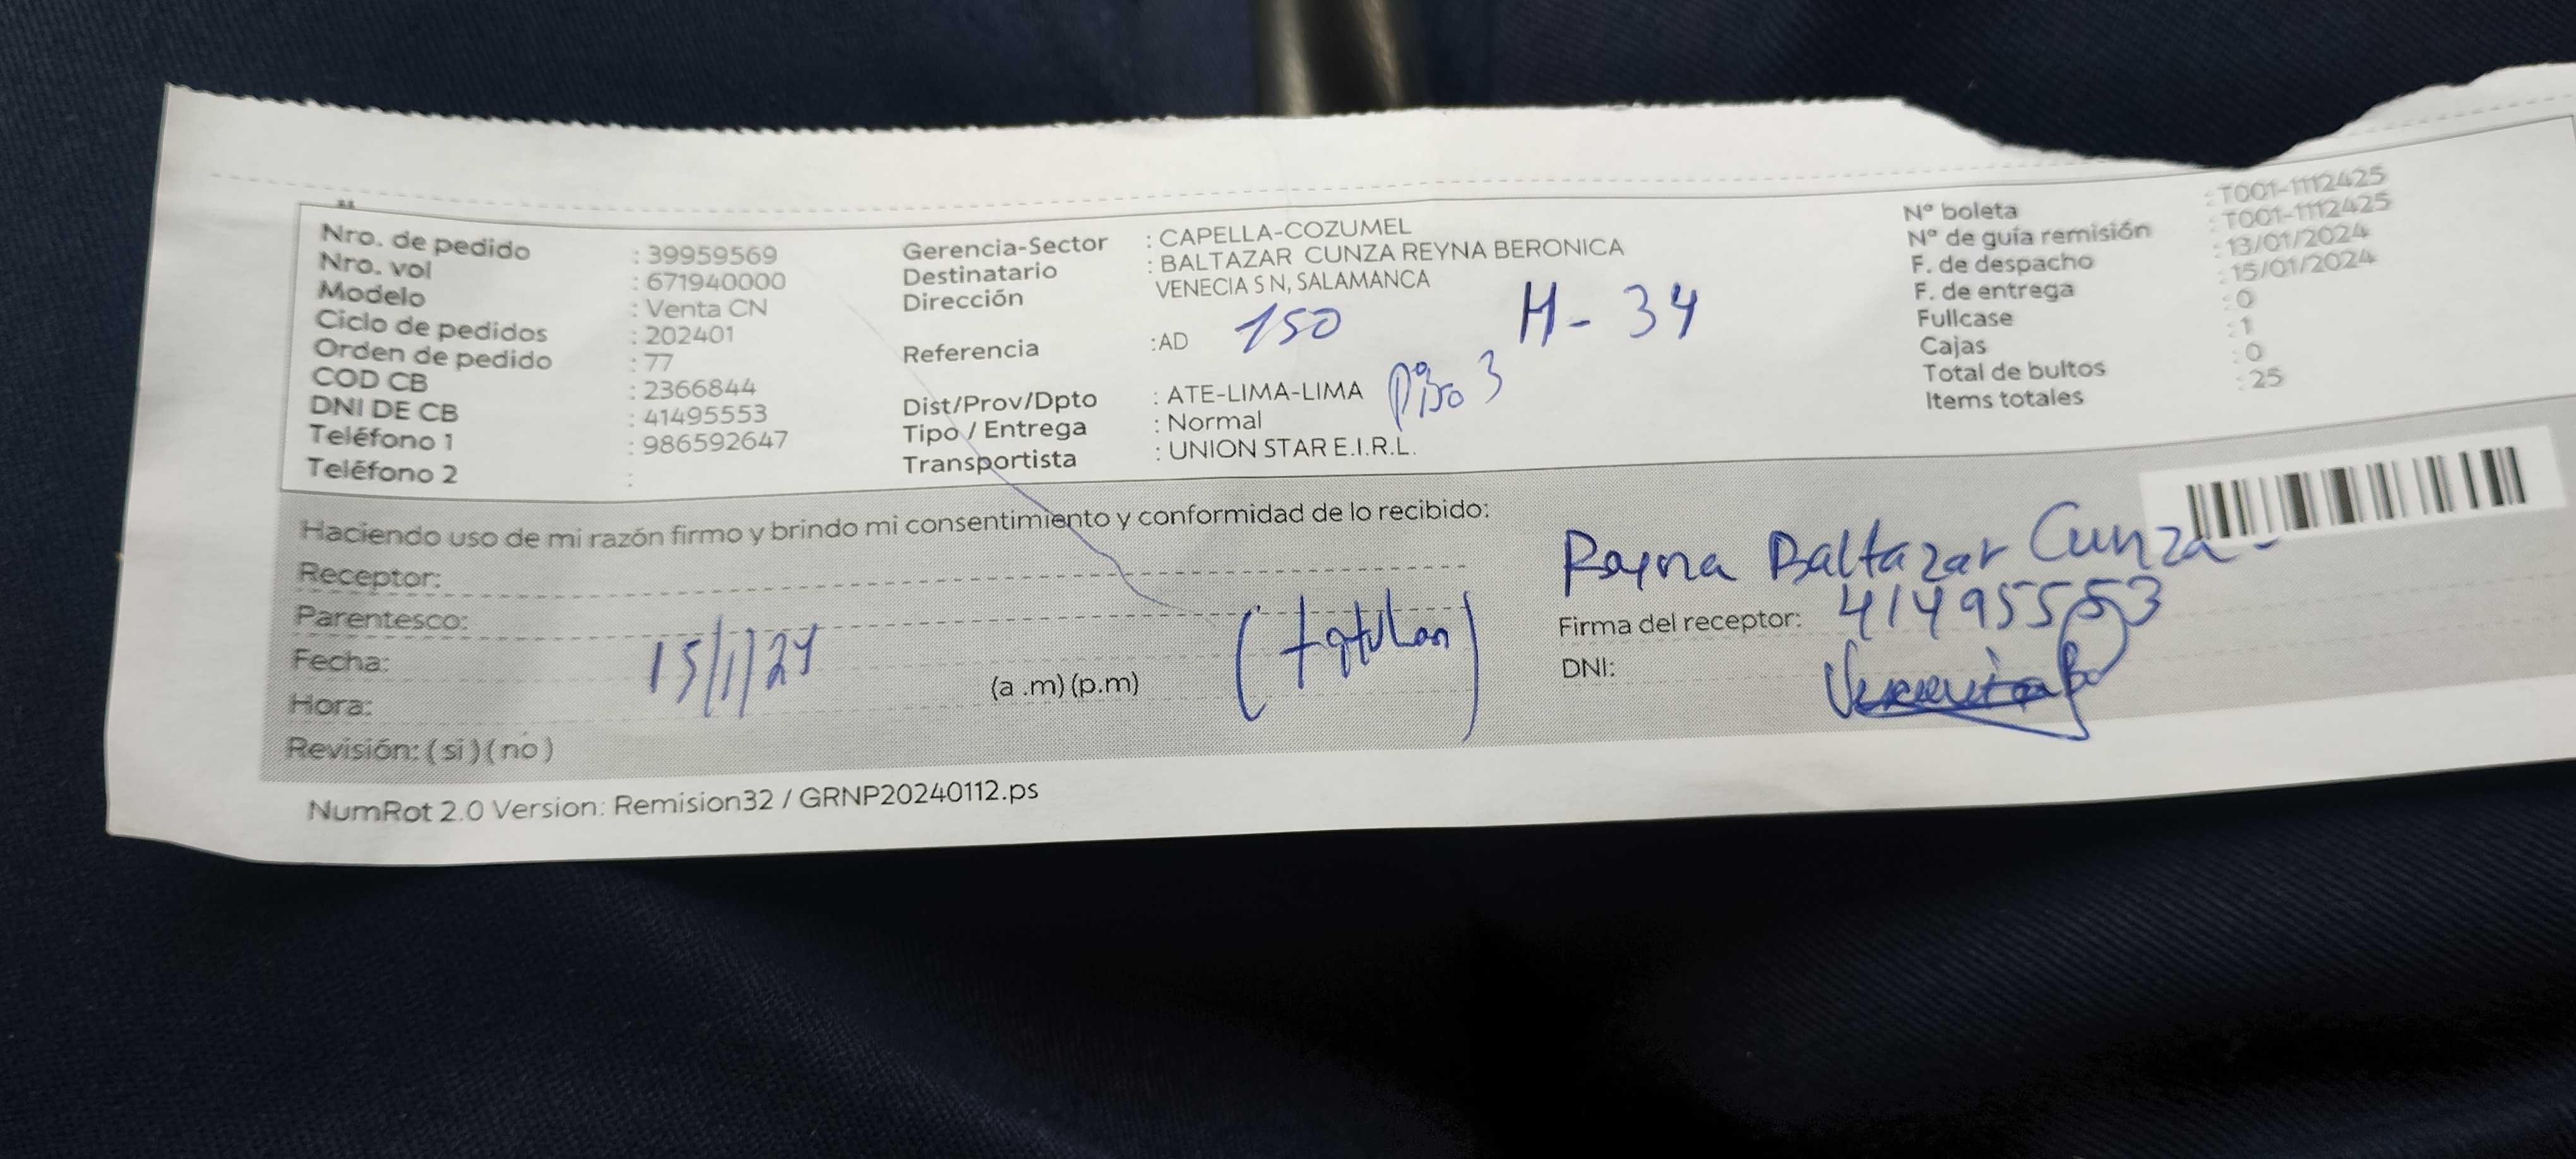 Nro. de pedido : 39959569
Nro. vol : 671940000
Modelo : Venta CN
Ciclo de pedidos : 202401
Orden de pedido : 77
COD CB : 2366844
DNI DE CB : 41495553
Teléfono 1 : 986592647
Teléfono 2 :
Gerencia-Sector : CAPELLA-COZUMEL
Destinatario : BALTAZAR CUNZA REYNA BERONICA
Dirección VENECIA S N, SALAMANCA
H - 34
Referencia :AD 150
Piso 3
Dist/Prov/Dpto : ATE-LIMA-LIMA
Tipo / Entrega : Normal
Transportista : UNION STAR E.I.R.L.
Nº boleta : T001-1112425
Nº de guía remisión : T001-1112425
F. de despacho : 13/01/2024
F. de entrega : 15/01/2024
Fullcase : 0
Cajas : 1
Total de bultos : 0
Items totales : 25
Haciendo uso de mi razón firmo y brindo mi consentimiento y conformidad de lo recibido:
Receptor:
Parentesco:
Fecha: 15/1/24
Hora: (a .m) (p.m)
Revisión: ( si ) ( no )
Reyna Baltazar Cunza
Firma del receptor: 41495553
DNI:
NumRot 2.0 Version: Remision32 / GRNP20240112.ps